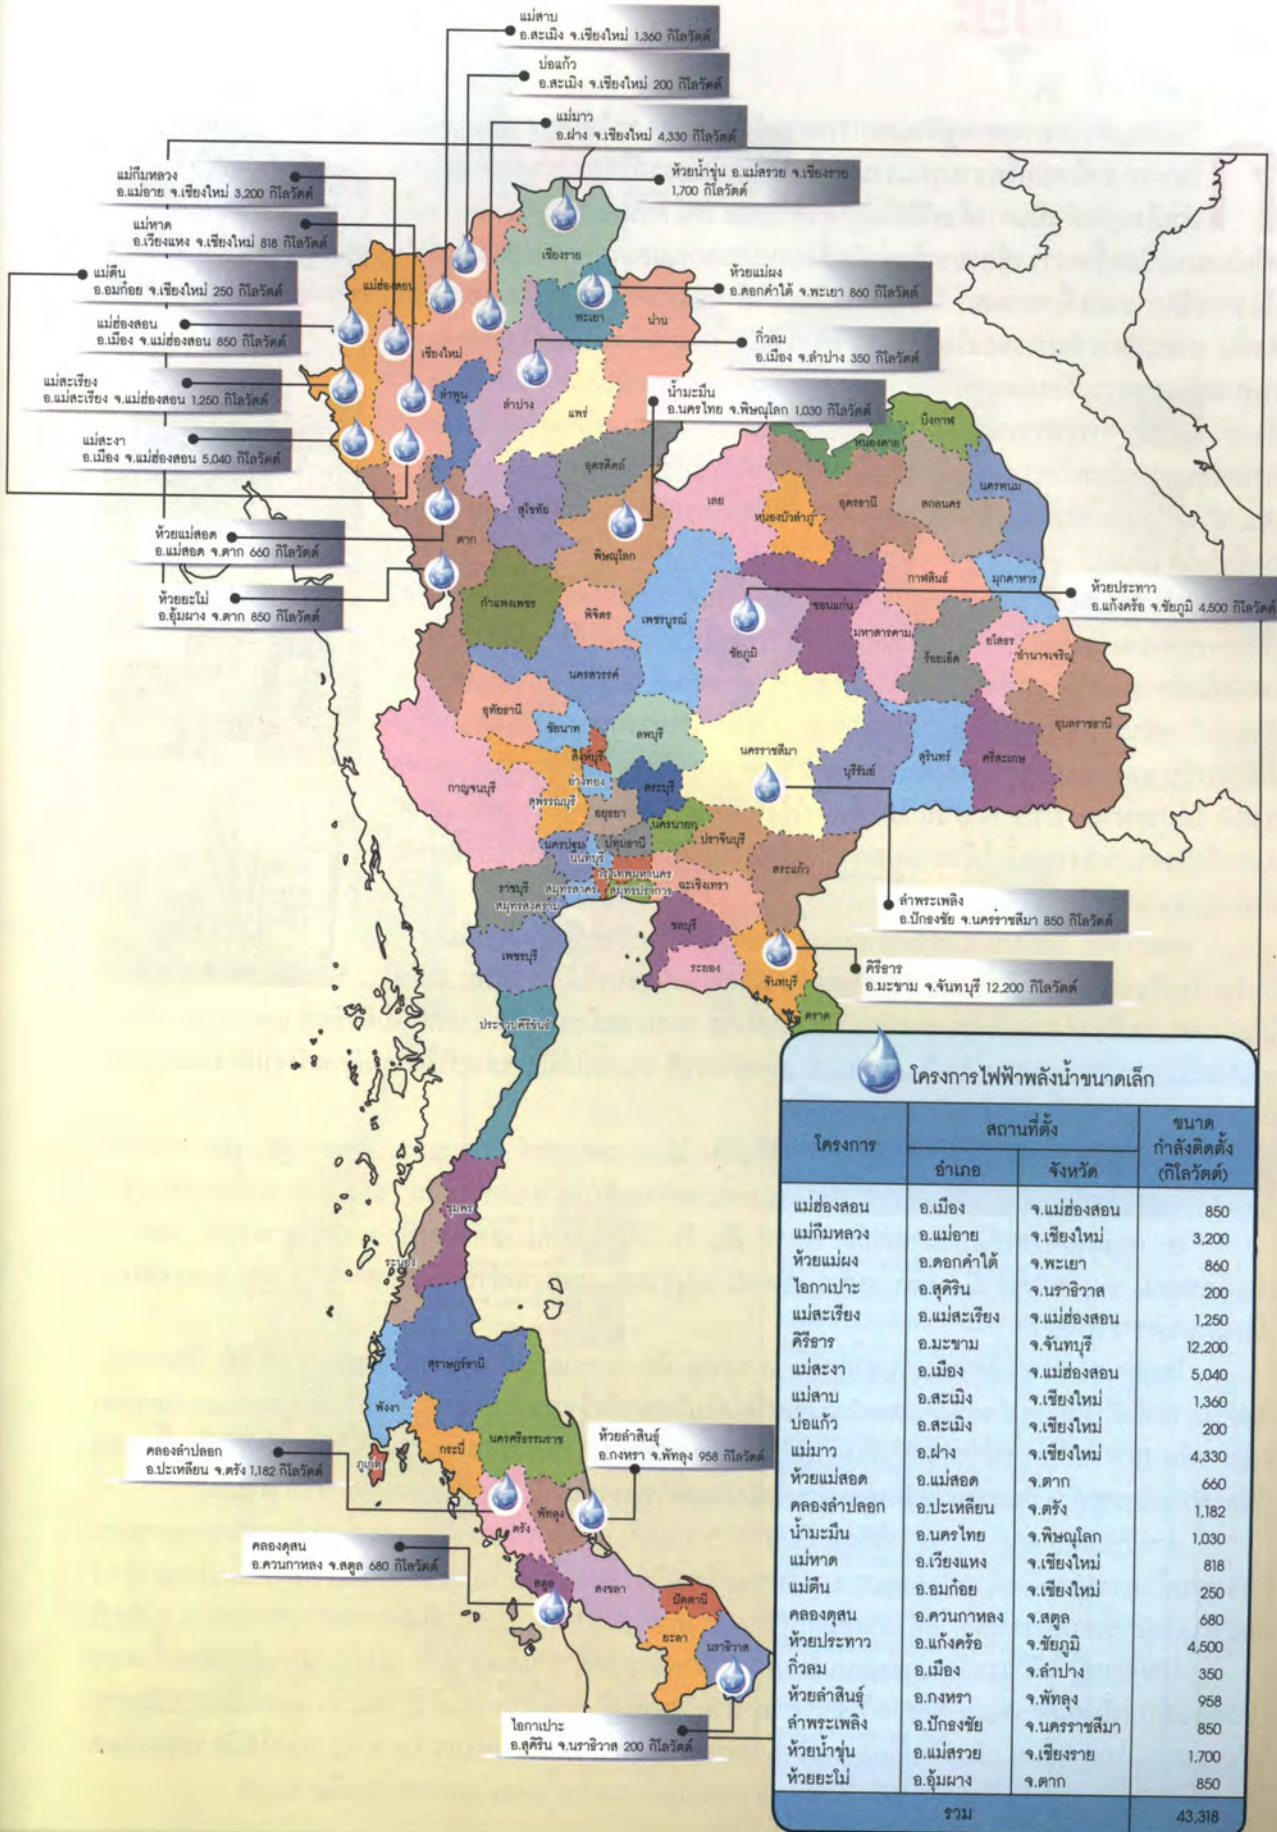 แม่สาบ
อ.สะเมิง จ.เชียงใหม่ 1,360 กิโลวัตต์
บ่อแก้ว
อ.สะเมิง จ.เชียงใหม่ 200 กิโลวัตต์
แม่มาว
อ.ฝาง จ.เชียงใหม่ 4,330 กิโลวัตต์
ห้วยน้ำขุ่น อ.แม่สรวย จ.เชียงราย
1,700 กิโลวัตต์
แม่กึมหลวง
อ.แม่อาย จ.เชียงใหม่ 3,200 กิโลวัตต์
แม่หาด
อ.เวียงแหง จ.เชียงใหม่ 818 กิโลวัตต์
แม่ตืน
อ.อมก๋อย จ.เชียงใหม่ 250 กิโลวัตต์
แม่ฮ่องสอน
อ.เมือง จ.แม่ฮ่องสอน 850 กิโลวัตต์
แม่สะเรียง
อ.แม่สะเรียง จ.แม่ฮ่องสอน 1,250 กิโลวัตต์
แม่สะงา
อ.เมือง จ.แม่ฮ่องสอน 5,040 กิโลวัตต์
ห้วยแม่สอด
อ.แม่สอด จ.ตาก 660 กิโลวัตต์
ห้วยยะโม่
อ.อุ้มผาง จ.ตาก 850 กิโลวัตต์
ห้วยแม่ผง
อ.ดอกคำใต้ จ.พะเยา 860 กิโลวัตต์
กิ่วลม
อ.เมือง จ.ลำปาง 350 กิโลวัตต์
น้ำมะมืน
อ.นครไทย จ.พิษณุโลก 1,030 กิโลวัตต์
ห้วยประทาว
อ.แก้งคร้อ จ.ชัยภูมิ 4,500 กิโลวัตต์
ลำพระเพลิง
อ.ปักธงชัย จ.นครราชสีมา 850 กิโลวัตต์
คิรีธาร
อ.มะขาม จ.จันทบุรี 12,200 กิโลวัตต์
เชียงราย
แม่ฮ่องสอน
พะเยา
น่าน
เชียงใหม่
ลำพูน
ลำปาง
แพร่
อุตรดิตถ์
สุโขทัย
ตาก
พิษณุโลก
กำแพงเพชร
พิจิตร
เพชรบูรณ์
นครสวรรค์
อุทัยธานี
ชัยนาท
เลย
หนองบัวลำภู
หนองคาย
บึงกาฬ
อุดรธานี
สกลนคร
นครพนม
กาฬสินธุ์
มุกดาหาร
ขอนแก่น
ชัยภูมิ
มหาสารคาม
ร้อยเอ็ด
ยโสธร
อำนาจเจริญ
อุบลราชธานี
นครราชสีมา
บุรีรัมย์
สุรินทร์
ศรีสะเกษ
ลพบุรี
สิงห์บุรี
อ่างทอง
สระบุรี
กาญจนบุรี
สุพรรณบุรี
อยุธยา
นครนายก
ปราจีนบุรี
นครปฐม
ปทุมธานี
นนทบุรี
กรุงเทพมหานคร
สระแก้ว
ราชบุรี
สมุทรสาคร
สมุทรปราการ
ฉะเชิงเทรา
สมุทรสงคราม
ชลบุรี
เพชรบุรี
ระยอง
จันทบุรี
ตราด
ประจวบคีรีขันธ์
ชุมพร
ระนอง
สุราษฎร์ธานี
พังงา
นครศรีธรรมราช
กระบี่
ภูเก็ต
ตรัง
พัทลุง
สตูล
สงขลา
ปัตตานี
ยะลา
นราธิวาส
ห้วยลำสินธุ์
อ.กงหรา จ.พัทลุง 958 กิโลวัตต์
คลองลำปลอก
อ.ปะเหลียน จ.ตรัง 1,182 กิโลวัตต์
คลองดุสน
อ.ควนกาหลง จ.สตูล 680 กิโลวัตต์
ไอกาเปาะ
อ.สุคิริน จ.นราธิวาส 200 กิโลวัตต์
โครงการไฟฟ้าพลังน้ำขนาดเล็ก
โครงการ สถานที่ตั้ง ขนาด
กำลังติดตั้ง
อำเภอ จังหวัด (กิโลวัตต์)
แม่ฮ่องสอน อ.เมือง จ.แม่ฮ่องสอน 850
แม่กึมหลวง อ.แม่อาย จ.เชียงใหม่ 3,200
ห้วยแม่ผง อ.ดอกคำใต้ จ.พะเยา 860
ไอกาเปาะ อ.สุคิริน จ.นราธิวาส 200
แม่สะเรียง อ.แม่สะเรียง จ.แม่ฮ่องสอน 1,250
คิรีธาร อ.มะขาม จ.จันทบุรี 12,200
แม่สะงา อ.เมือง จ.แม่ฮ่องสอน 5,040
แม่สาบ อ.สะเมิง จ.เชียงใหม่ 1,360
บ่อแก้ว อ.สะเมิง จ.เชียงใหม่ 200
แม่มาว อ.ฝาง จ.เชียงใหม่ 4,330
ห้วยแม่สอด อ.แม่สอด จ.ตาก 660
คลองลำปลอก อ.ปะเหลียน จ.ตรัง 1,182
น้ำมะมืน อ.นครไทย จ.พิษณุโลก 1,030
แม่หาด อ.เวียงแหง จ.เชียงใหม่ 818
แม่ตืน อ.อมก๋อย จ.เชียงใหม่ 250
คลองดุสน อ.ควนกาหลง จ.สตูล 680
ห้วยประทาว อ.แก้งคร้อ จ.ชัยภูมิ 4,500
กิ่วลม อ.เมือง จ.ลำปาง 350
ห้วยลำสินธุ์ อ.กงหรา จ.พัทลุง 958
ลำพระเพลิง อ.ปักธงชัย จ.นครราชสีมา 850
ห้วยน้ำขุ่น อ.แม่สรวย จ.เชียงราย 1,700
ห้วยยะโม่ อ.อุ้มผาง จ.ตาก 850
รวม 43,318